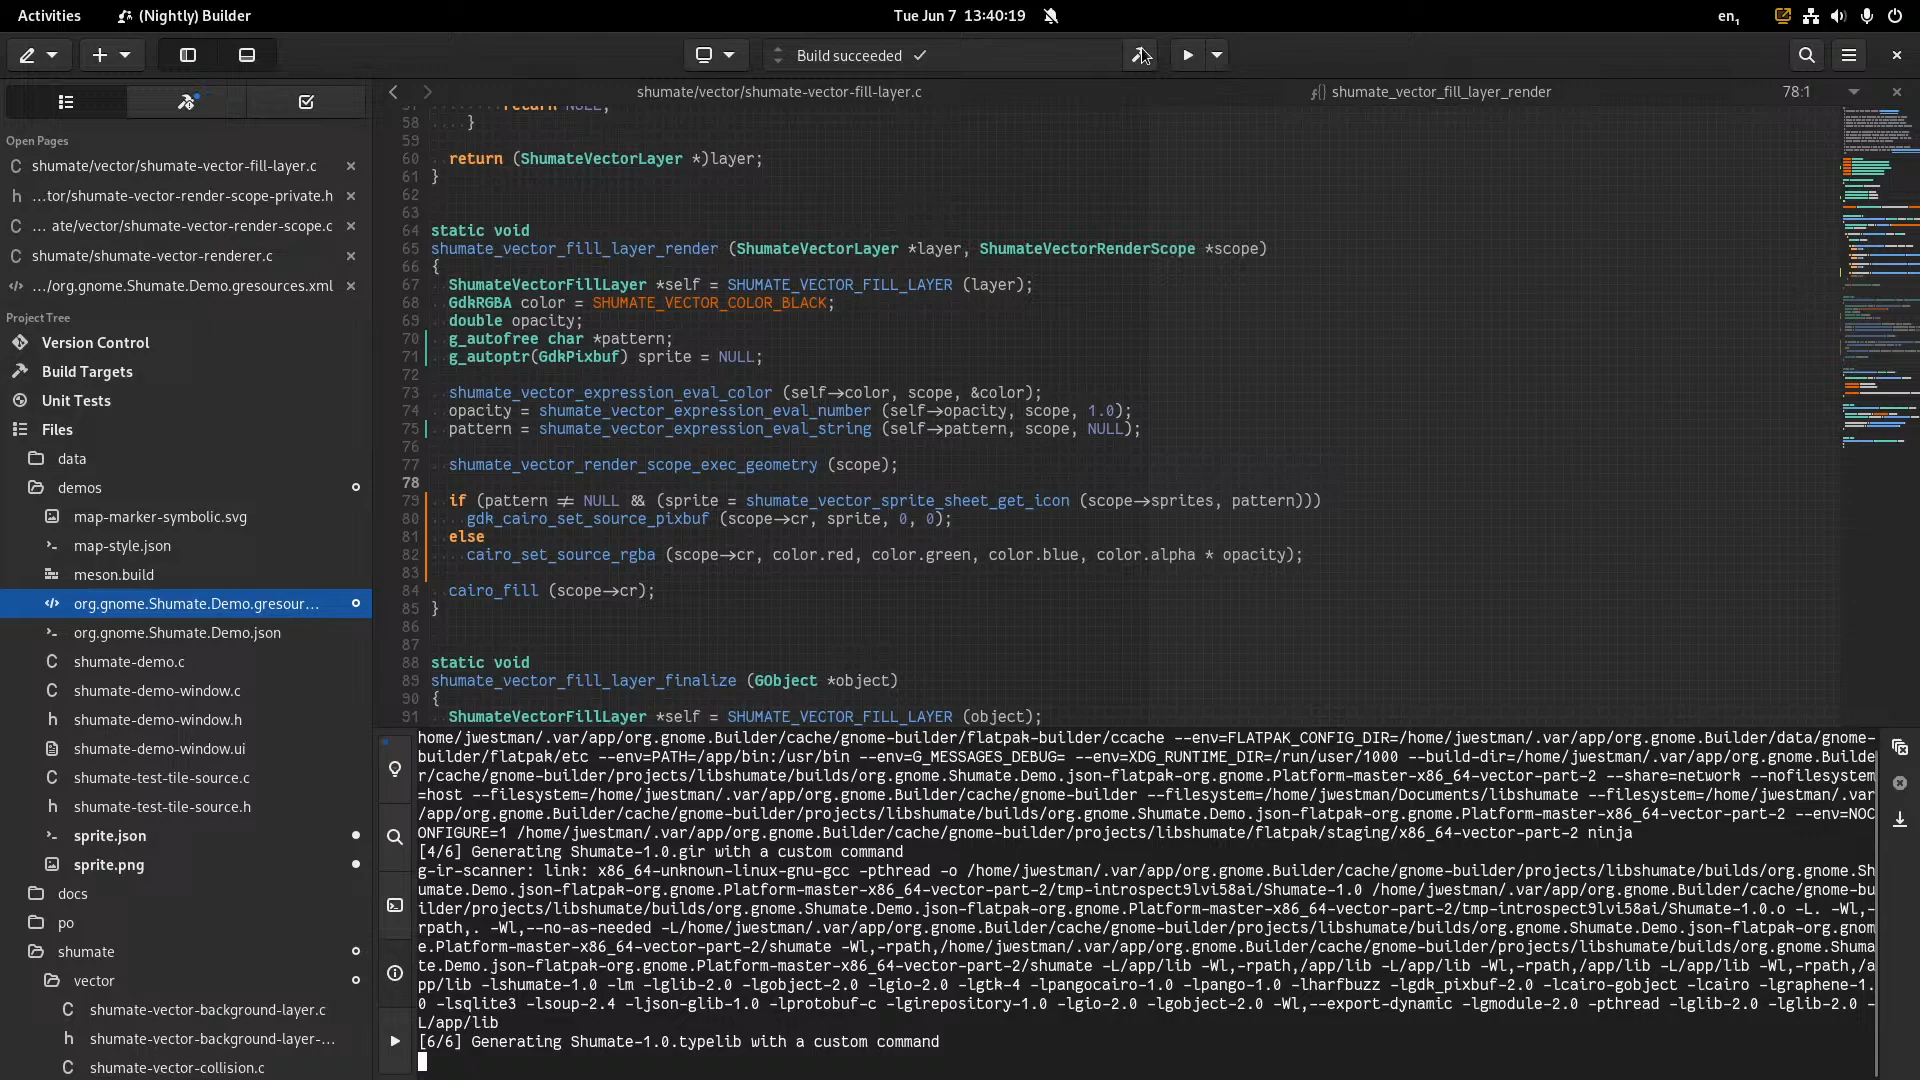 Activities
(Nightly) Builder
Tue Jun 7  13:40:19
en₁
Build succeeded ✓
shumate/vector/shumate-vector-fill-layer.c
shumate_vector_fill_layer_render
78:1
Open Pages
C shumate/vector/shumate-vector-fill-layer.c
h …tor/shumate-vector-render-scope-private.h
C … ate/vector/shumate-vector-render-scope.c
C shumate/shumate-vector-renderer.c
</> …/org.gnome.Shumate.Demo.gresources.xml
Project Tree
Version Control
Build Targets
Unit Tests
Files
data
demos
map-marker-symbolic.svg
map-style.json
meson.build
</> org.gnome.Shumate.Demo.gresour…
org.gnome.Shumate.Demo.json
C shumate-demo.c
C shumate-demo-window.c
h shumate-demo-window.h
shumate-demo-window.ui
C shumate-test-tile-source.c
h shumate-test-tile-source.h
sprite.json
sprite.png
docs
po
shumate
vector
C shumate-vector-background-layer.c
h shumate-vector-background-layer-…
C shumate-vector-collision.c
57 return NULL;
58 }
59
60 return (ShumateVectorLayer *)layer;
61 }
62
63
64 static void
65 shumate_vector_fill_layer_render (ShumateVectorLayer *layer, ShumateVectorRenderScope *scope)
66 {
67 ShumateVectorFillLayer *self = SHUMATE_VECTOR_FILL_LAYER (layer);
68 GdkRGBA color = SHUMATE_VECTOR_COLOR_BLACK;
69 double opacity;
70 g_autofree char *pattern;
71 g_autoptr(GdkPixbuf) sprite = NULL;
72
73 shumate_vector_expression_eval_color (self->color, scope, &color);
74 opacity = shumate_vector_expression_eval_number (self->opacity, scope, 1.0);
75 pattern = shumate_vector_expression_eval_string (self->pattern, scope, NULL);
76
77 shumate_vector_render_scope_exec_geometry (scope);
78
79 if (pattern != NULL && (sprite = shumate_vector_sprite_sheet_get_icon (scope->sprites, pattern)))
80 gdk_cairo_set_source_pixbuf (scope->cr, sprite, 0, 0);
81 else
82 cairo_set_source_rgba (scope->cr, color.red, color.green, color.blue, color.alpha * opacity);
83
84 cairo_fill (scope->cr);
85 }
86
87
88 static void
89 shumate_vector_fill_layer_finalize (GObject *object)
90 {
91 ShumateVectorFillLayer *self = SHUMATE_VECTOR_FILL_LAYER (object);
home/jwestman/.var/app/org.gnome.Builder/cache/gnome-builder/flatpak-builder/ccache --env=FLATPAK_CONFIG_DIR=/home/jwestman/.var/app/org.gnome.Builder/data/gnome-
builder/flatpak/etc --env=PATH=/app/bin:/usr/bin --env=G_MESSAGES_DEBUG= --env=XDG_RUNTIME_DIR=/run/user/1000 --build-dir=/home/jwestman/.var/app/org.gnome.Builde
r/cache/gnome-builder/projects/libshumate/builds/org.gnome.Shumate.Demo.json-flatpak-org.gnome.Platform-master-x86_64-vector-part-2 --share=network --nofilesystem
=host --filesystem=/home/jwestman/.var/app/org.gnome.Builder/cache/gnome-builder --filesystem=/home/jwestman/Documents/libshumate --filesystem=/home/jwestman/.var
/app/org.gnome.Builder/cache/gnome-builder/projects/libshumate/builds/org.gnome.Shumate.Demo.json-flatpak-org.gnome.Platform-master-x86_64-vector-part-2 --env=NOC
ONFIGURE=1 /home/jwestman/.var/app/org.gnome.Builder/cache/gnome-builder/projects/libshumate/flatpak/staging/x86_64-vector-part-2 ninja
[4/6] Generating Shumate-1.0.gir with a custom command
g-ir-scanner: link: x86_64-unknown-linux-gnu-gcc -pthread -o /home/jwestman/.var/app/org.gnome.Builder/cache/gnome-builder/projects/libshumate/builds/org.gnome.Sh
umate.Demo.json-flatpak-org.gnome.Platform-master-x86_64-vector-part-2/tmp-introspect9lvi58ai/Shumate-1.0 /home/jwestman/.var/app/org.gnome.Builder/cache/gnome-bu
ilder/projects/libshumate/builds/org.gnome.Shumate.Demo.json-flatpak-org.gnome.Platform-master-x86_64-vector-part-2/tmp-introspect9lvi58ai/Shumate-1.0.o -L. -Wl,-
rpath,. -Wl,--no-as-needed -L/home/jwestman/.var/app/org.gnome.Builder/cache/gnome-builder/projects/libshumate/builds/org.gnome.Shumate.Demo.json-flatpak-org.gnom
e.Platform-master-x86_64-vector-part-2/shumate -Wl,-rpath,/home/jwestman/.var/app/org.gnome.Builder/cache/gnome-builder/projects/libshumate/builds/org.gnome.Shuma
te.Demo.json-flatpak-org.gnome.Platform-master-x86_64-vector-part-2/shumate -L/app/lib -Wl,-rpath,/app/lib -L/app/lib -Wl,-rpath,/app/lib -L/app/lib -Wl,-rpath,/a
pp/lib -lshumate-1.0 -lm -lglib-2.0 -lgobject-2.0 -lgio-2.0 -lgtk-4 -lpangocairo-1.0 -lpango-1.0 -lharfbuzz -lgdk_pixbuf-2.0 -lcairo-gobject -lcairo -lgraphene-1.
0 -lsqlite3 -lsoup-2.4 -ljson-glib-1.0 -lprotobuf-c -lgirepository-1.0 -lgio-2.0 -lgobject-2.0 -Wl,--export-dynamic -lgmodule-2.0 -pthread -lglib-2.0 -lglib-2.0 -
L/app/lib
[6/6] Generating Shumate-1.0.typelib with a custom command